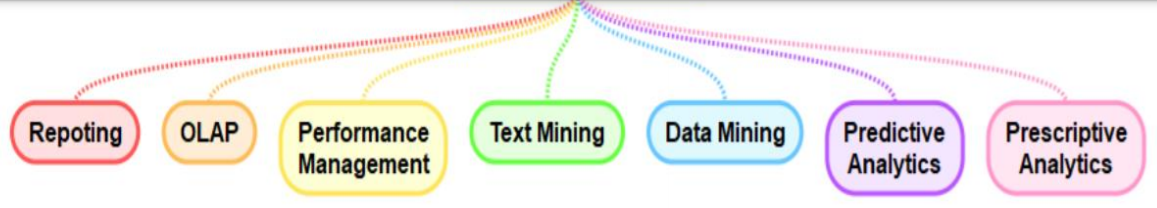 Repoting
OLAP
Performance
Management
Text Mining
Data Mining
Predictive
Analytics
Prescriptive
Analytics